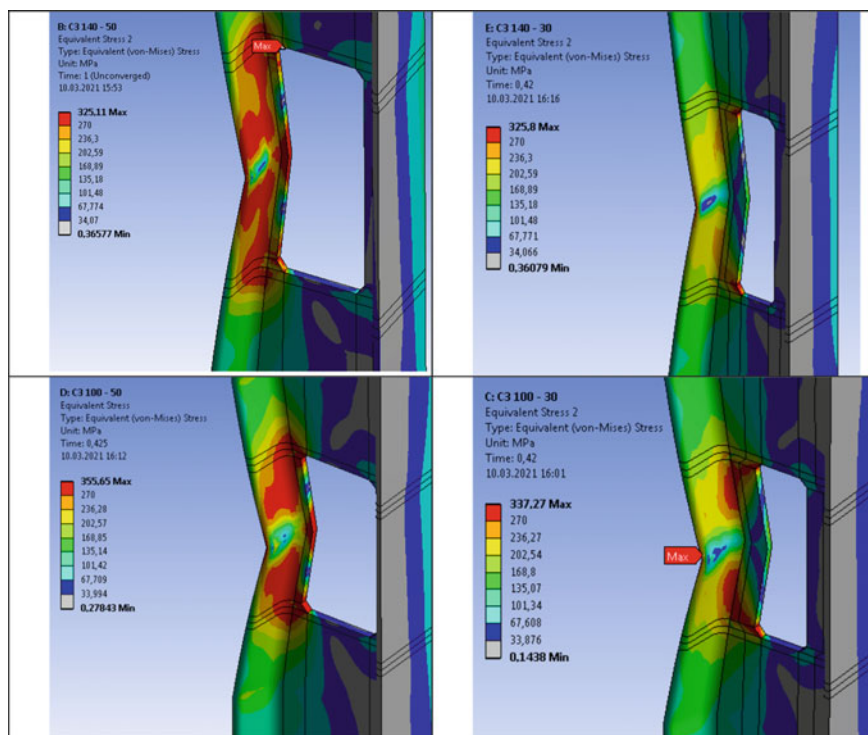 B: C3 140 - 50
Equivalent Stress 2
Type: Equivalent (von-Mises) Stress
Unit: MPa
Time: 1 (Unconverged)
10.03.2021 15:53
325,11 Max
270
236,3
202,59
168,89
135,18
101,48
67,774
34,07
0,36577 Min
Max
E: C3 140 - 30
Equivalent Stress 2
Type: Equivalent (von-Mises) Stress
Unit: MPa
Time: 0,42
10.03.2021 16:16
325,8 Max
270
236,3
202,59
168,89
135,18
101,48
67,771
34,066
0,36079 Min
D: C3 100 - 50
Equivalent Stress
Type: Equivalent (von-Mises) Stress
Unit: MPa
Time: 0,425
10.03.2021 16:12
355,65 Max
270
236,28
202,57
168,85
135,14
101,42
67,709
33,994
0,27843 Min
C: C3 100 - 30
Equivalent Stress 2
Type: Equivalent (von-Mises) Stress
Unit: MPa
Time: 0,42
10.03.2021 16:01
337,27 Max
270
236,27
202,54
168,8
135,07
101,34
67,608
33,876
0,1438 Min
Max